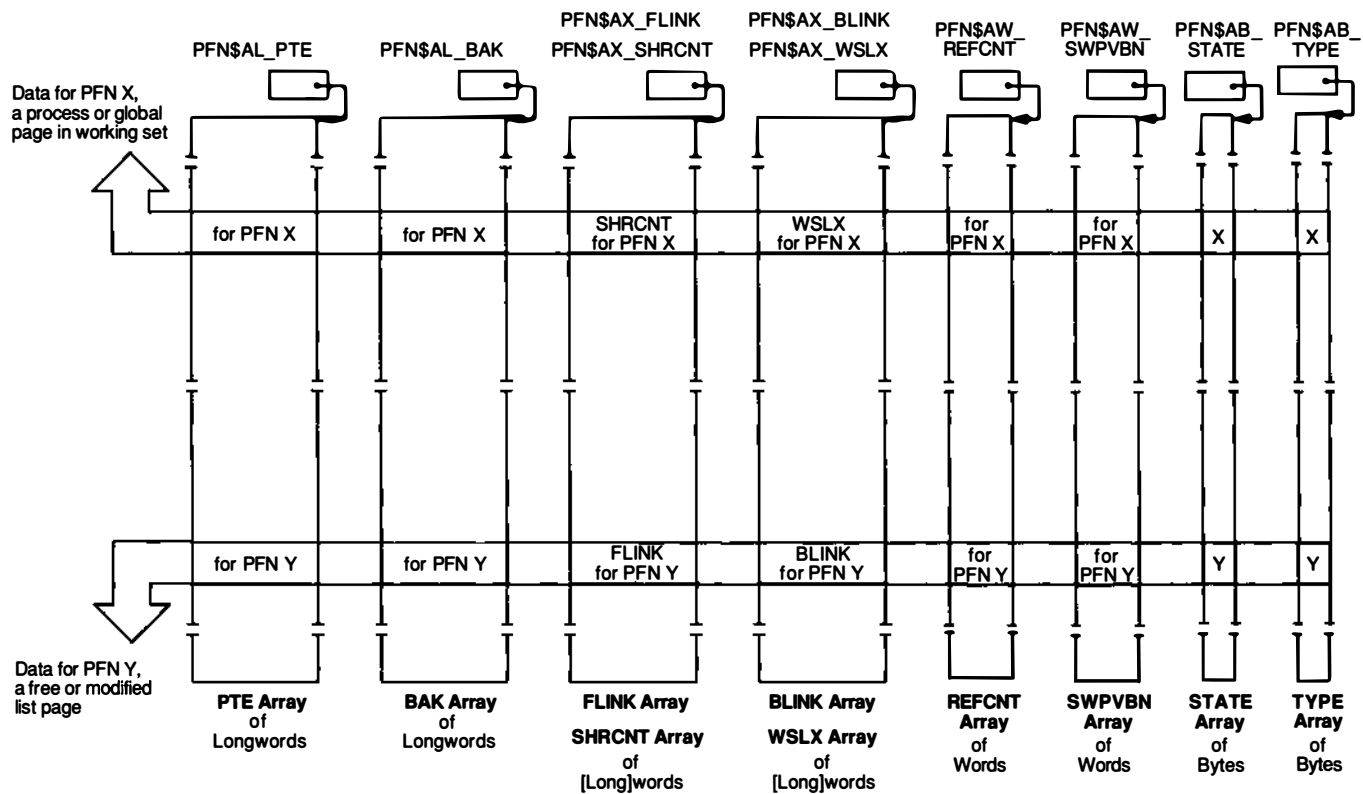 PFN$AX_FLINK
PFN$AX_BLINK
PFN$AL_PTE
PFN$AL_BAK
PFN$AX_SHRCNT
PFN$AX_WSLX
PFN$AW_
REFCNT
PFN$AW_
SWPVBN
PFN$AB_
STATE
PFN$AB_
TYPE
Data for PFN X,
a process or global
page in working set
for PFN X
for PFN X
SHRCNT
for PFN X
WSLX
for PFN X
for
PFN X
for
PFN X
X
X
for PFN Y
for PFN Y
FLINK
for PFN Y
BLINK
for PFN Y
for
PFN Y
for
PFN Y
Y
Y
Data for PFN Y,
a free or modified
list page
PTE Array
of
Longwords
BAK Array
of
Longwords
FLINK Array
SHRCNT Array
of
[Long]words
BLINK Array
WSLX Array
of
[Long]words
REFCNT
Array
of
Words
SWPVBN
Array
of
Words
STATE
Array
of
Bytes
TYPE
Array
of
Bytes